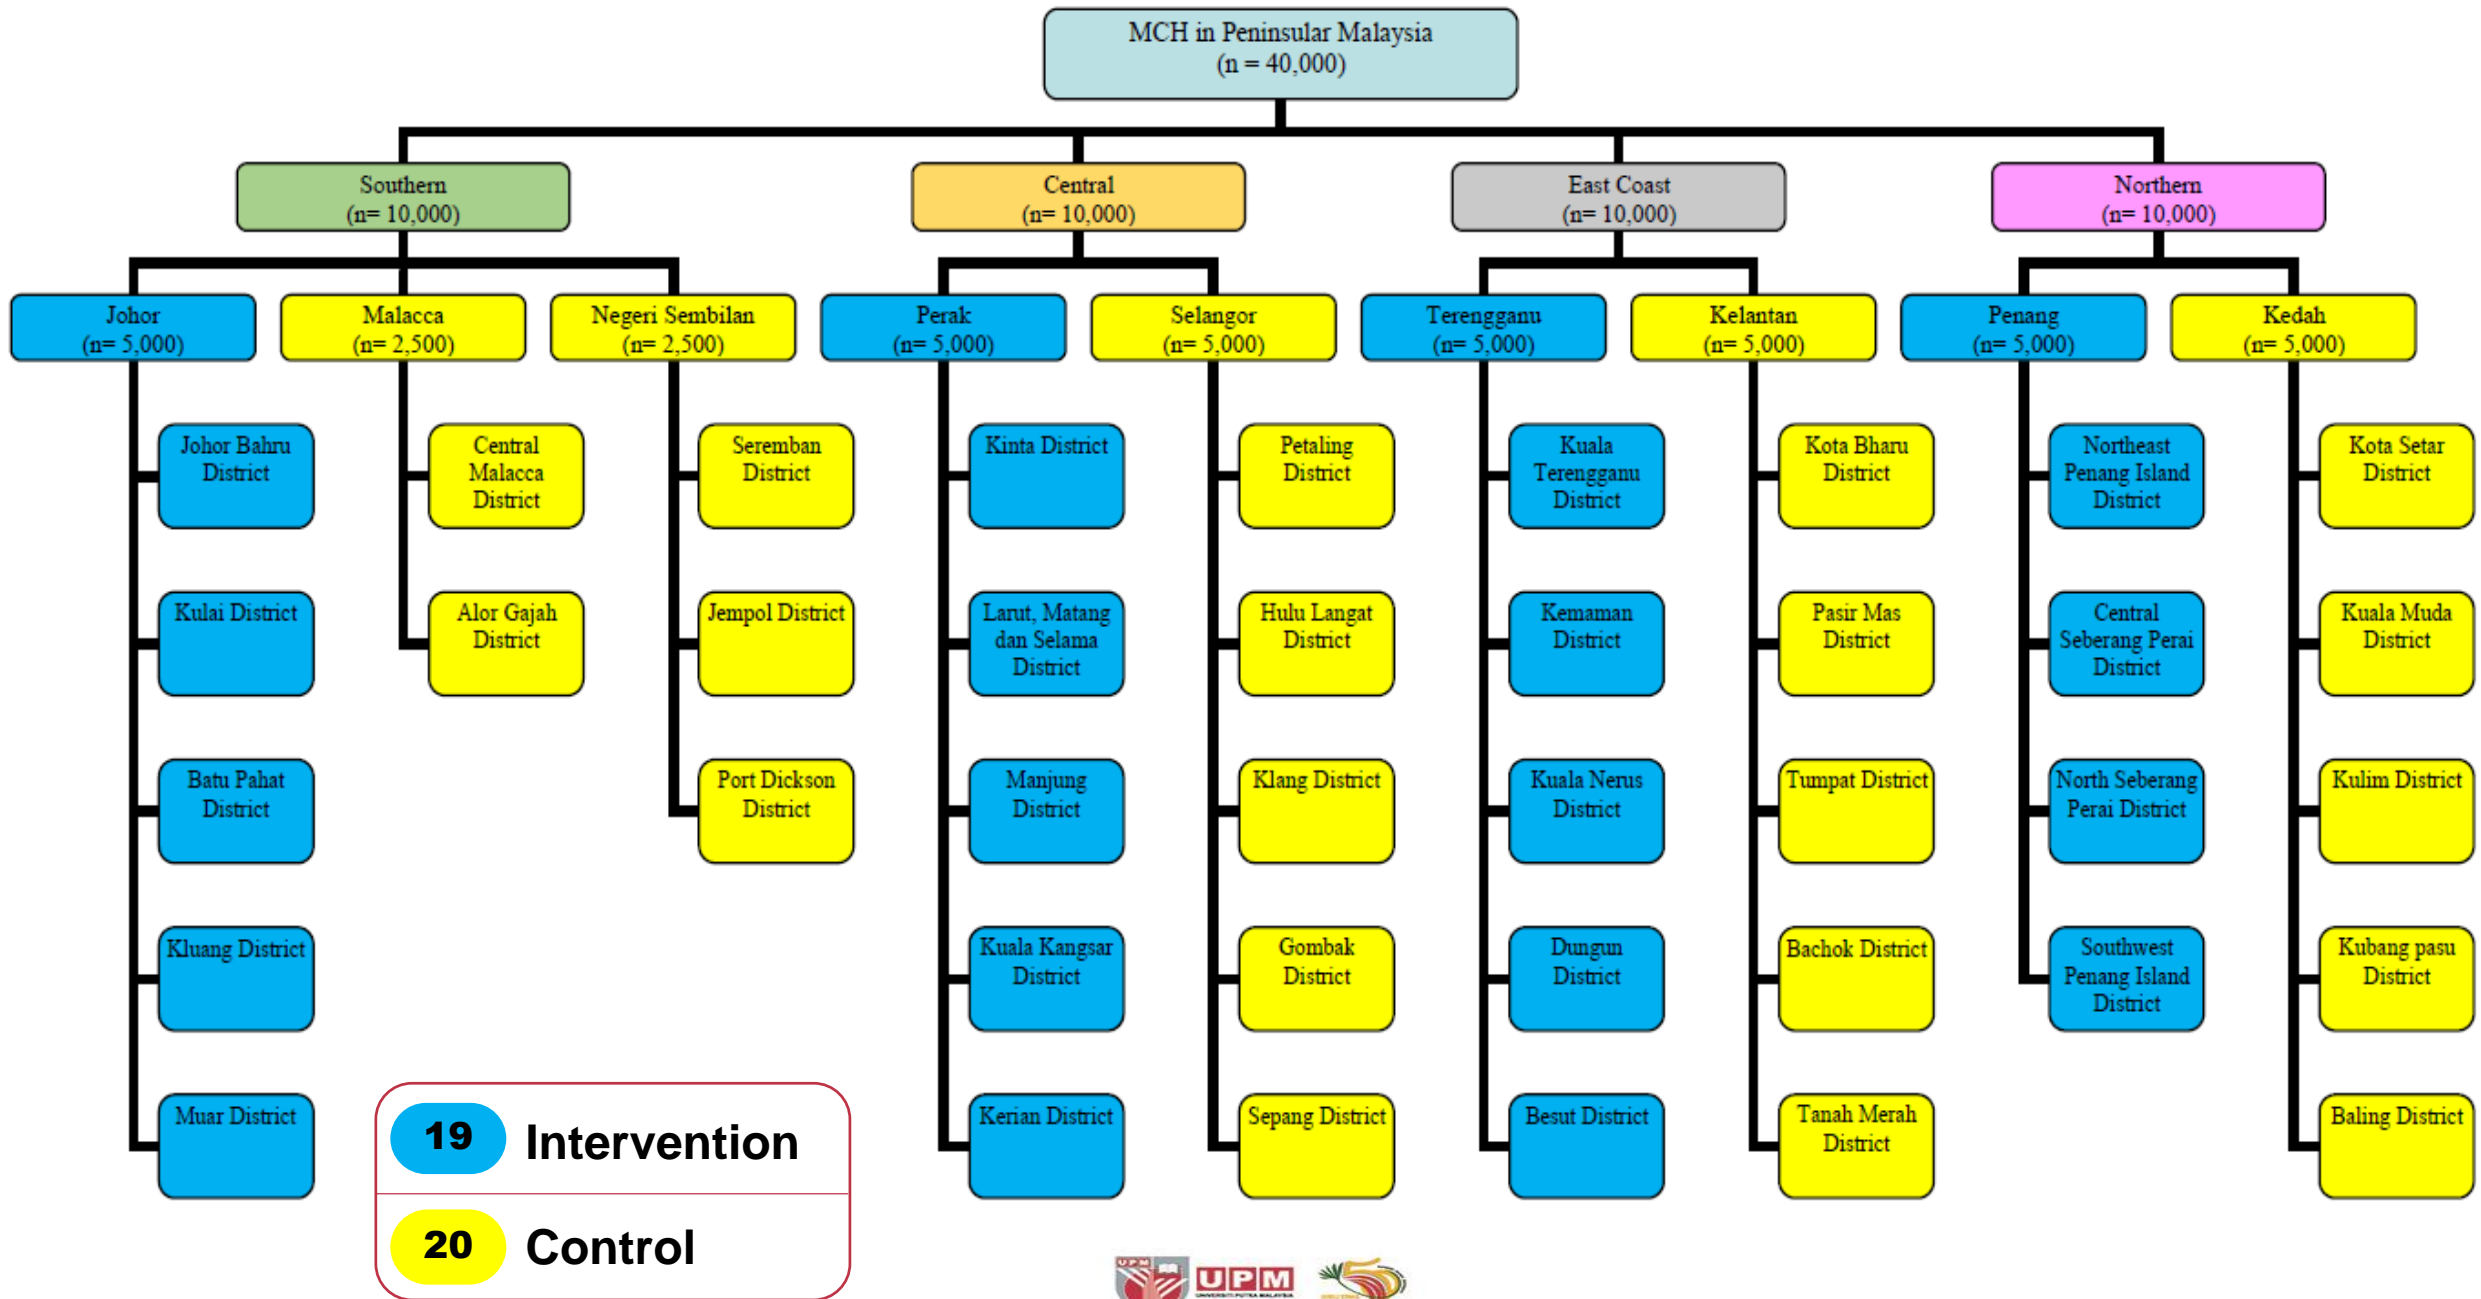 MCH in Peninsular Malaysia
(n = 40,000)
Southern
(n= 10,000)
Central
(n= 10,000)
East Coast
(n= 10,000)
Northern
(n= 10,000)
Johor
(n= 5,000)
Malacca
(n= 2,500)
Negeri Sembilan
(n= 2,500)
Perak
(n= 5,000)
Selangor
(n= 5,000)
Terengganu
(n= 5,000)
Kelantan
(n= 5,000)
Penang
(n= 5,000)
Kedah
(n= 5,000)
Johor Bahru
District
Central
Malacca
District
Seremban
District
Kinta District
Petaling
District
Kuala
Terengganu
District
Kota Bharu
District
Northeast
Penang Island
District
Kota Setar
District
Kulai District
Alor Gajah
District
Jempol District
Larut, Matang
dan Selama
District
Hulu Langat
District
Kemaman
District
Pasir Mas
District
Central
Seberang Perai
District
Kuala Muda
District
Batu Pahat
District
Port Dickson
District
Manjung
District
Klang District
Kuala Nerus
District
Tumpat District
North Seberang
Perai District
Kulim District
Kluang District
Kuala Kangsar
District
Gombak
District
Dungun
District
Bachok District
Southwest
Penang Island
District
Kubang pasu
District
Muar District
Kerian District
Sepang District
Besut District
Tanah Merah
District
Baling District
19 Intervention
20 Control
UPM
UPM
UNIVERSITI PUTRA MALAYSIA